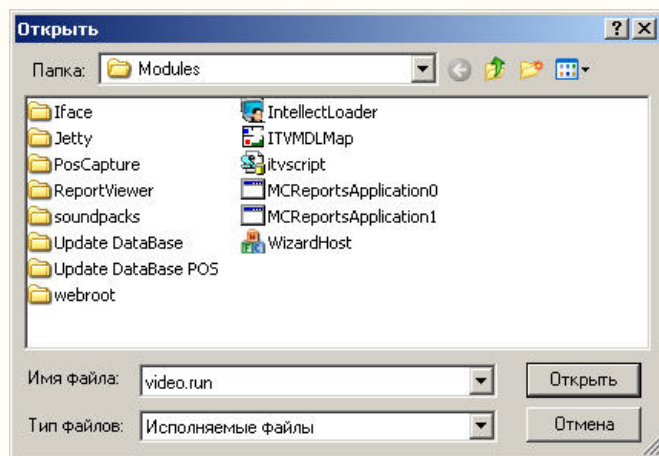 Открыть
Папка: Modules
Iface
Jetty
PosCapture
ReportViewer
soundpacks
Update DataBase
Update DataBase POS
webroot
IntellectLoader
ITVMDLMap
itvscript
MCReportsApplication0
MCReportsApplication1
WizardHost
Имя файла: video.run Открыть
Тип файлов: Исполняемые файлы Отмена